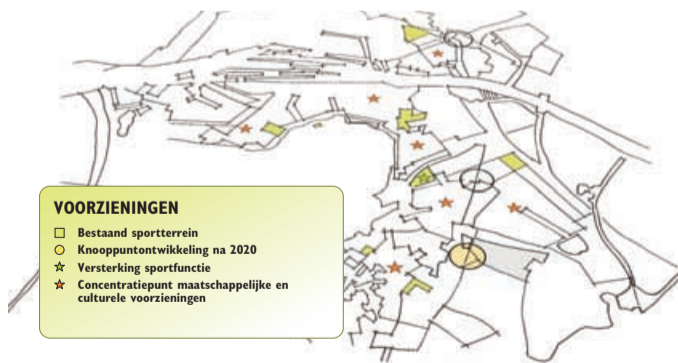 VOORZIENINGEN
Bestaand sportterrein
Knooppuntontwikkeling na 2020
Versterking sportfunctie
Concentratiepunt maatschappelijke en
culturele voorzieningen